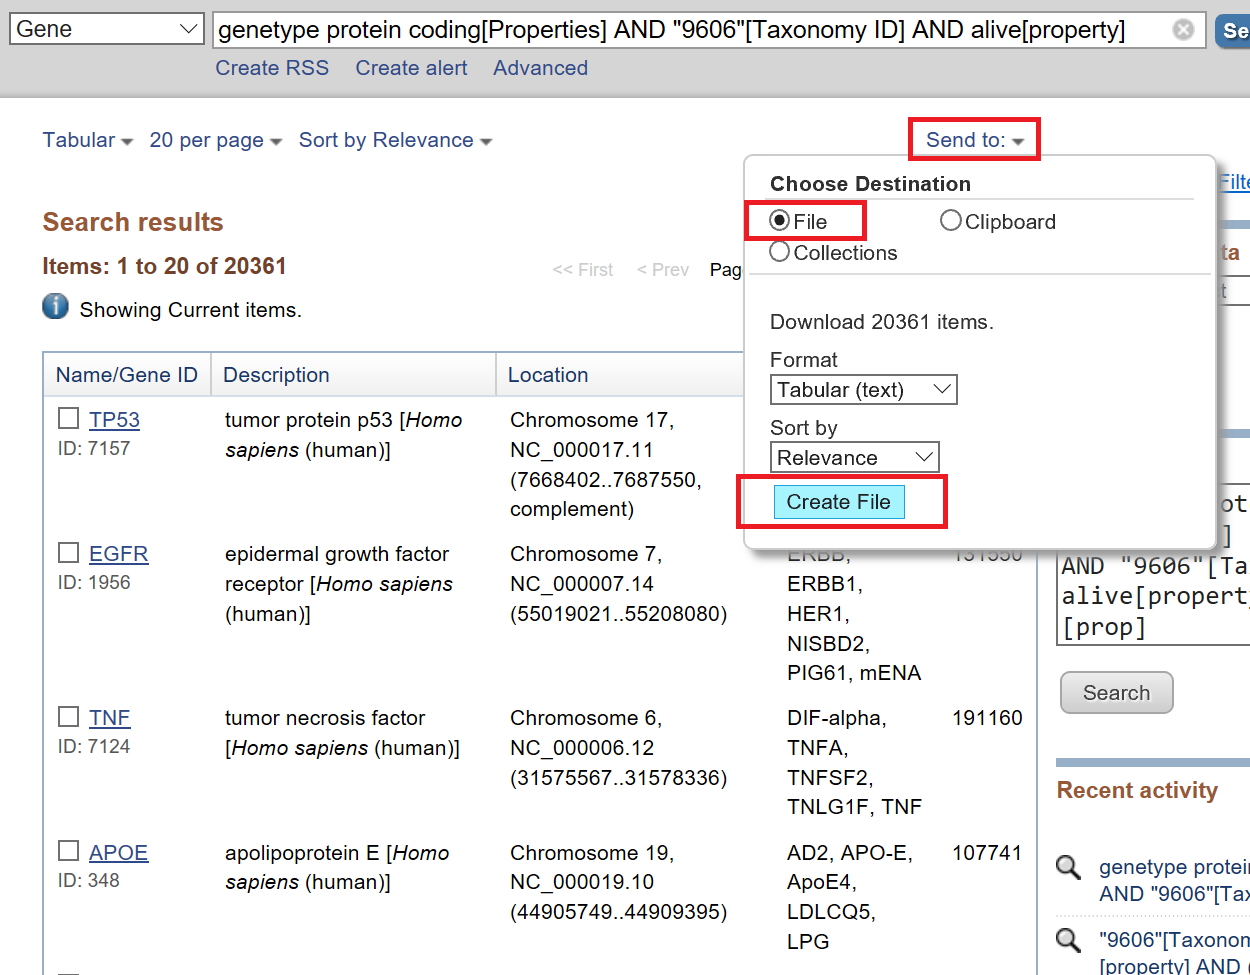 Gene
genetype protein coding[Properties] AND "9606"[Taxonomy ID] AND alive[property]
Create RSS Create alert Advanced
Tabular 20 per page Sort by Relevance Send to:
Choose Destination
File Clipboard
Collections
Download 20361 items.
Format
Tabular (text)
Sort by
Relevance
Create File
Search results
Items: 1 to 20 of 20361
<< First < Prev
Showing Current items.
Name/Gene ID Description Location
TP53
ID: 7157
tumor protein p53 [Homo
sapiens (human)]
Chromosome 17,
NC_000017.11
(7668402..7687550,
complement)
EGFR
ID: 1956
epidermal growth factor
receptor [Homo sapiens
(human)]
Chromosome 7,
NC_000007.14
(55019021..55208080)
ERBB,
ERBB1,
HER1,
NISBD2,
PIG61, mENA
131550
TNF
ID: 7124
tumor necrosis factor
[Homo sapiens (human)]
Chromosome 6,
NC_000006.12
(31575567..31578336)
DIF-alpha,
TNFA,
TNFSF2,
TNLG1F, TNF
191160
APOE
ID: 348
apolipoprotein E [Homo
sapiens (human)]
Chromosome 19,
NC_000019.10
(44905749..44909395)
AD2, APO-E,
ApoE4,
LDLCQ5,
LPG
107741
AND "9606"[Ta
alive[property
[prop]
Search
Recent activity
genetype protein
AND "9606"[Tax
"9606"[Taxonom
[property] AND